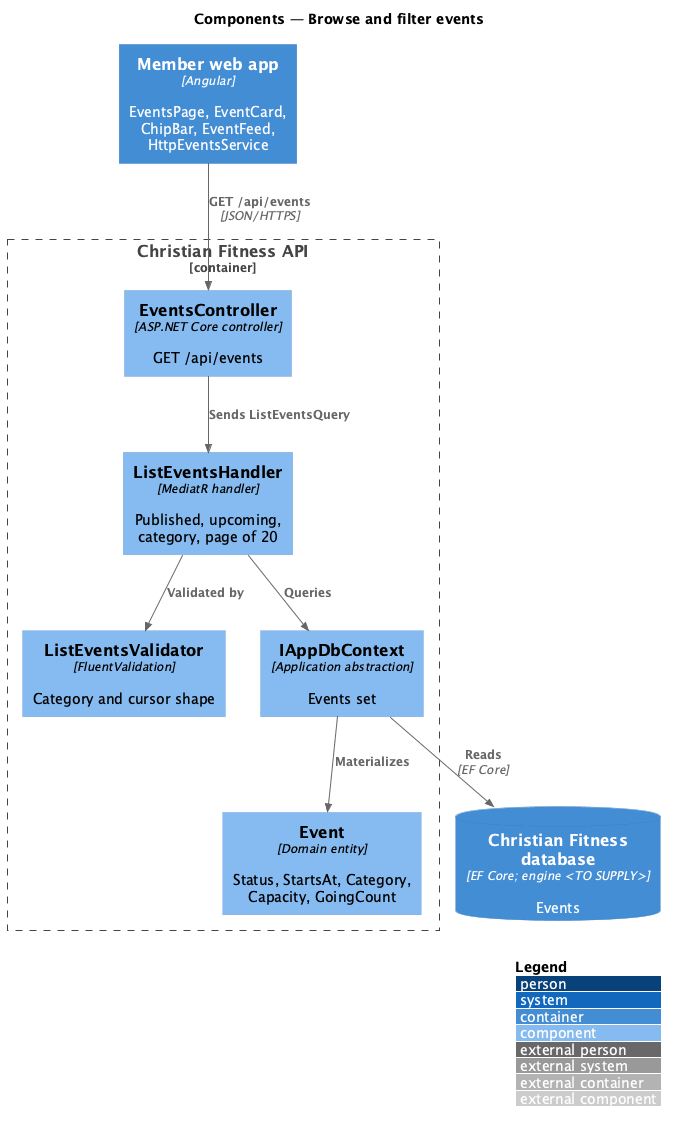 Components — Browse and filter events
Member web app
[Angular]
EventsPage, EventCard,
ChipBar, EventFeed,
HttpEventsService
GET /api/events
[JSON/HTTPS]
Christian Fitness API
[container]
EventsController
[ASP.NET Core controller]
GET /api/events
Sends ListEventsQuery
ListEventsHandler
[MediatR handler]
Published, upcoming,
category, page of 20
Validated by
Queries
ListEventsValidator
[FluentValidation]
Category and cursor shape
IAppDbContext
[Application abstraction]
Events set
Materializes
Reads
[EF Core]
Event
[Domain entity]
Status, StartsAt, Category,
Capacity, GoingCount
Christian Fitness
database
[EF Core; engine <TO SUPPLY>]
Events
Legend
person
system
container
component
external person
external system
external container
external component